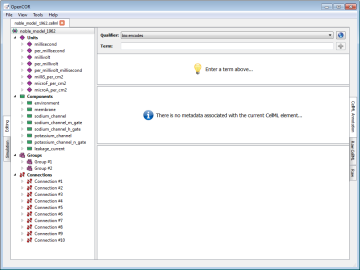 OpenCOR
File View Tools Help
noble_model_1962.cellml
noble_model_1962
Units
millisecond
per_millisecond
millivolt
per_millivolt
per_millivolt_millisecond
milliS_per_cm2
microF_per_cm2
microA_per_cm2
Components
environment
membrane
sodium_channel
sodium_channel_m_gate
sodium_channel_h_gate
potassium_channel
potassium_channel_n_gate
leakage_current
Groups
Group #1
Group #2
Connections
Connection #1
Connection #2
Connection #3
Connection #4
Connection #5
Connection #6
Connection #7
Connection #8
Connection #9
Connection #10
Qualifier: bio:encodes
Term:
Enter a term above...
There is no metadata associated with the current CellML element...
Editing
Simulation
CellML Annotation
Raw CellML
Raw